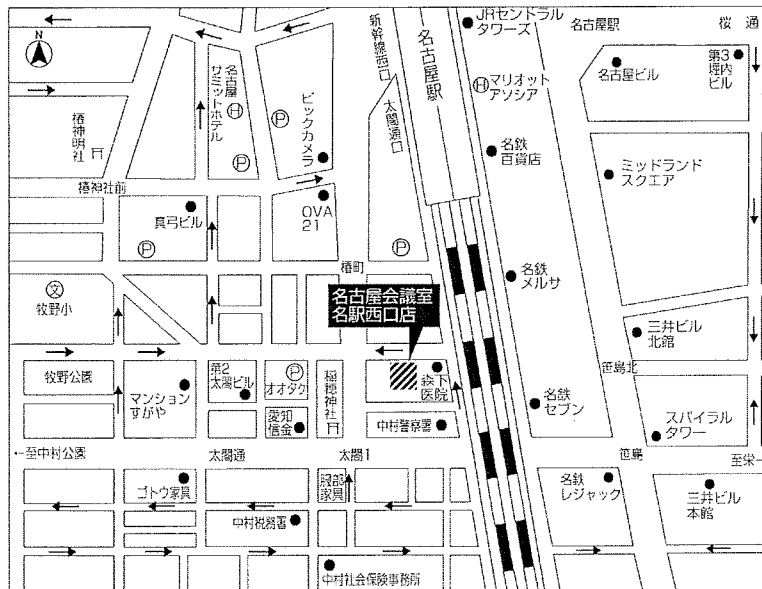 N
新幹線西口
名古屋駅
太閤通口
JRセントラル
タワーズ
名古屋駅
桜通
マリオット
アソシア
H
名古屋ビル
第3
堀内
ビル
名鉄
百貨店
ミッドランド
スクエア
名古屋
サミットホテル
H
P
P
ビックカメラ
椿神明社
椿神社前
真弓ビル
P
OVA
21
P
椿町
名鉄
メルサ
文
牧野小
名古屋会議室
名駅西口店
三井ビル
北館
笹島北
牧野公園
マンション
すがや
第2
太閤ビル
P
オオタケ
愛知
信金
稲穂神社
森下
医院
中村警察署
名鉄
セブン
スパイラル
タワー
←至中村公園
太閤通
太閤1
笹島
至栄→
ゴトウ家具
服部
家具
名鉄
レジャック
三井ビル
本館
中村税務署
中村社会保険事務所